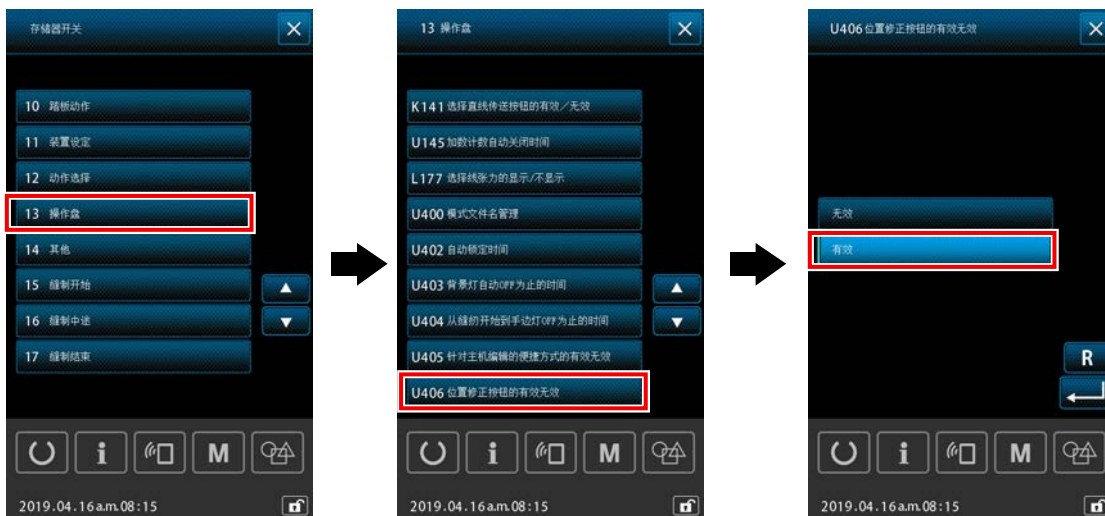 存储器开关
10 踏板动作
11 装置设定
12 动作选择
13 操作盘
14 其他
15 缝制开始
16 缝制中途
17 缝制结束
M
2019.04.16a.m.08:15
13 操作盘
K141 选择直线传送按钮的有效/无效
U145 加数计数自动关闭时间
L177 选择线张力的显示/不显示
U400 模式文件名管理
U402 自动锁定时间
U403 背景灯自动OFF为止的时间
U404 从缝纫开始到手边灯OFF为止的时间
U405 针对主机编辑的便捷方式的有效无效
U406 位置修正按钮的有效无效
M
2019.04.16a.m.08:15
U406 位置修正按钮的有效无效
无效
有效
R
M
2019.04.16a.m.08:15